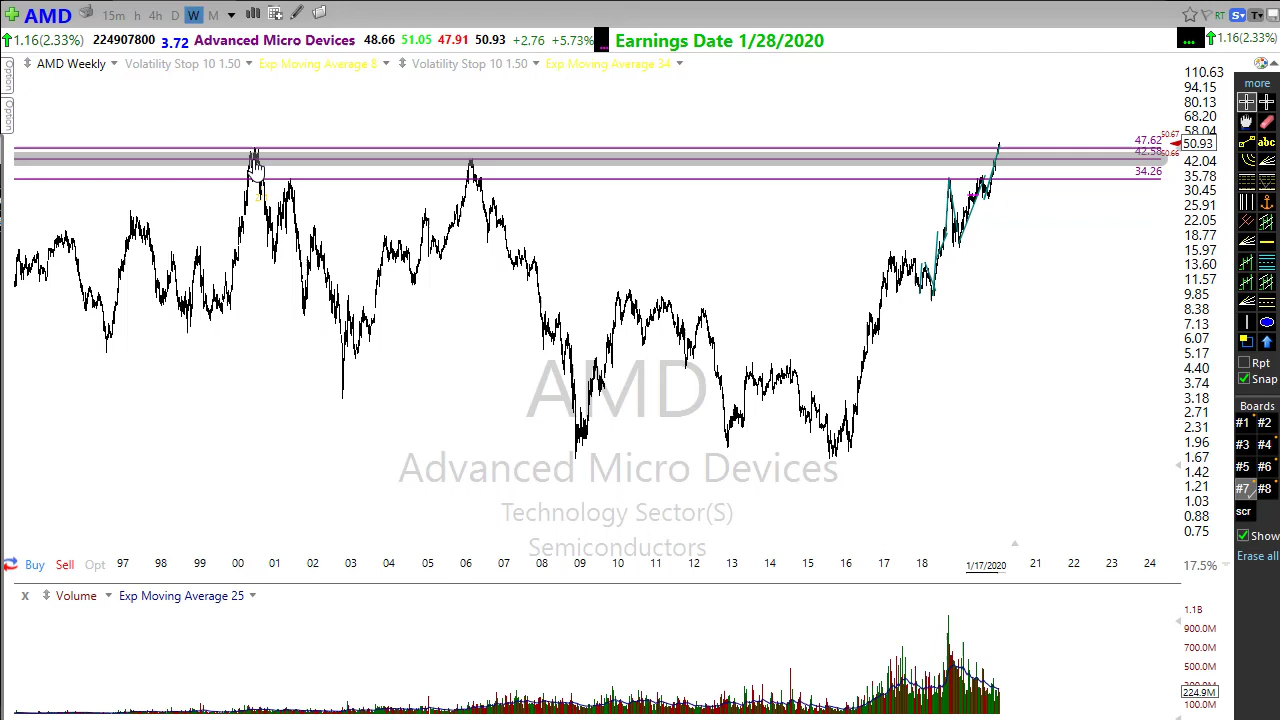 AMD 15m h 4h D W M RT S T
1.16(2.33%) 224907800 3.72 Advanced Micro Devices 48.66 51.05 47.91 50.93 +2.76 +5.73% ... Earnings Date 1/28/2020 ... 1.16(2.33%)
AMD Weekly Volatility Stop 10 1.50 Exp Moving Average 8 Volatility Stop 10 1.50 Exp Moving Average 34
Option
Option
more
abc
110.63
94.15
80.13
68.20
58.04
50.93
42.04
35.78
30.45
25.91
22.05
18.77
15.97
13.60
11.57
9.85
8.38
7.13
6.07
5.17
4.40
3.74
3.18
2.71
2.31
1.96
1.67
1.42
1.21
1.03
0.88
0.75
47.62 50.67
42.58 50.66
34.26
AMD
Advanced Micro Devices
Technology Sector(S)
Semiconductors
Rpt
Snap
Boards
#1 #2
#3 #4
#5 #6
#7 #8
scr
Show
Erase all
Buy Sell Opt 97 98 99 00 01 02 03 04 05 06 07 08 09 10 11 12 13 14 15 16 17 18 1/17/2020 21 22 23 24 17.5%
x Volume Exp Moving Average 25
1.1B
900.0M
700.0M
500.0M
300.0M
224.9M
100.0M